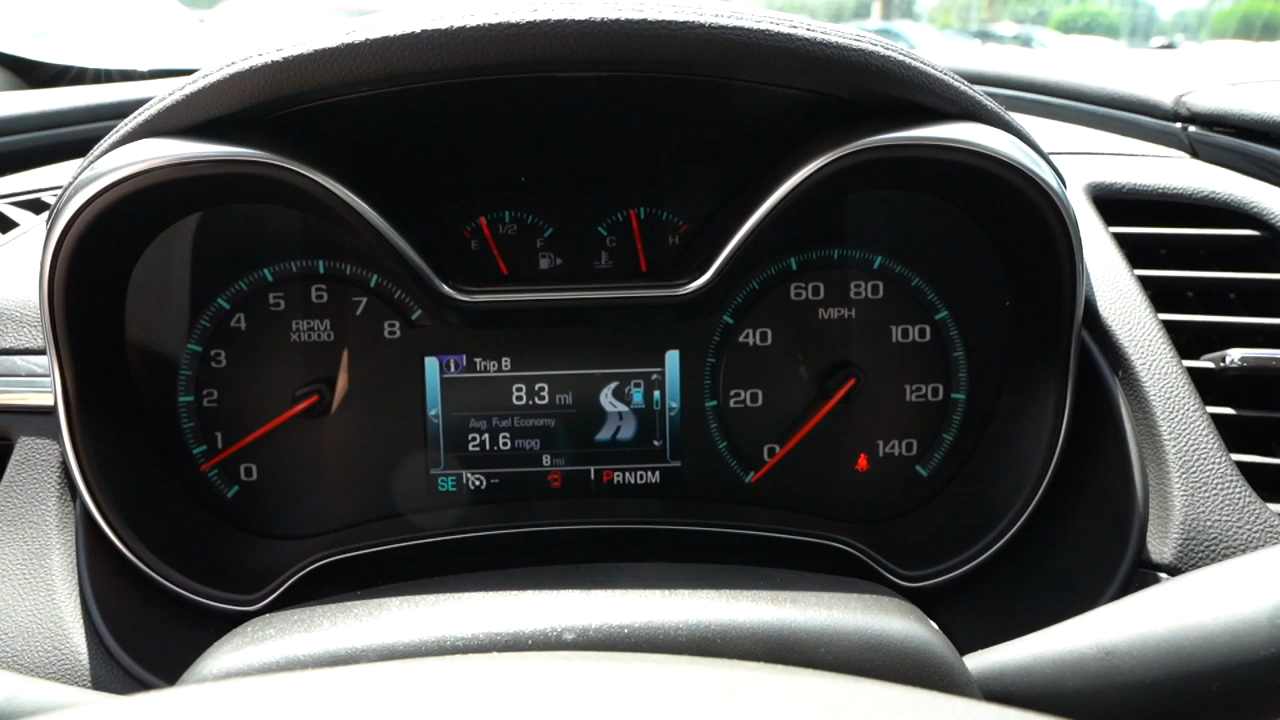 E 1/2 F
C H
0 1 2 3 4 5 6 7 8
RPM
X1000
Trip B
8.3 mi
Avg. Fuel Economy
21.6 mpg
8 mi
SE -- PRNDM
0 20 40 60 80 100 120 140
MPH